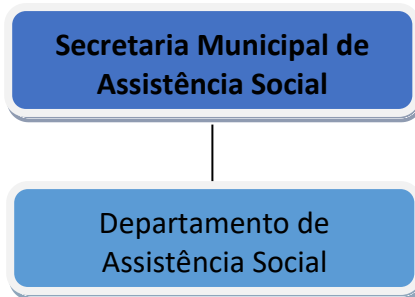 Secretaria Municipal de
Assistência Social
Departamento de
Assistência Social